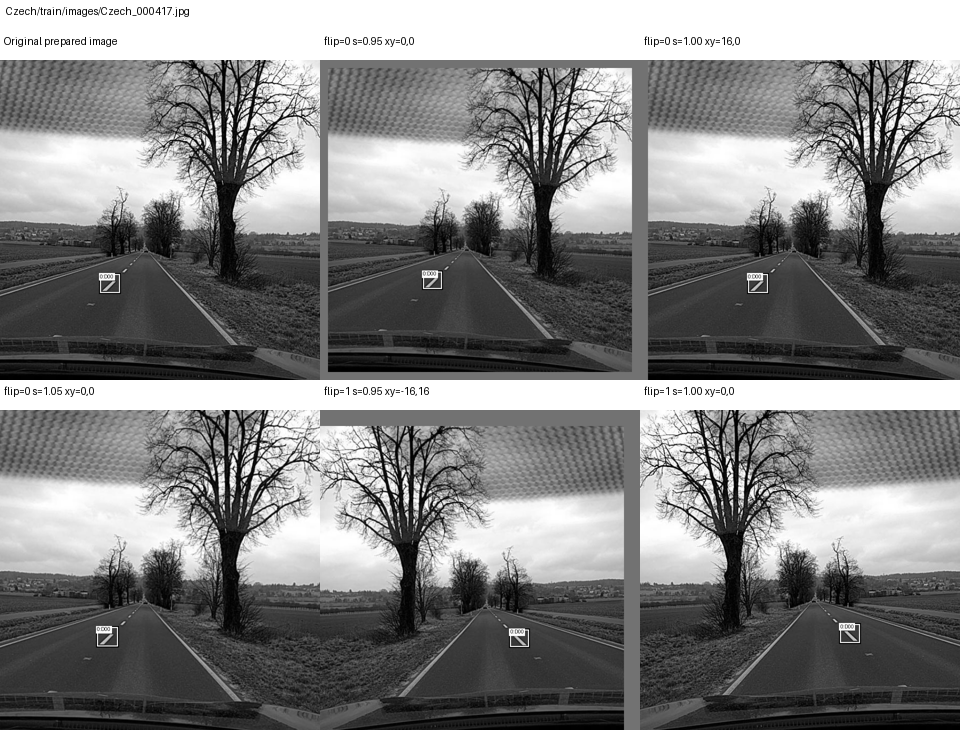 Czech/train/images/Czech_000417.jpg
Original prepared image
flip=0 s=0.95 xy=0,0
flip=0 s=1.00 xy=16,0
0.000
0.000
0.000
flip=0 s=1.05 xy=0,0
flip=1 s=0.95 xy=-16,16
flip=1 s=1.00 xy=0,0
0.000
0.000
0.000